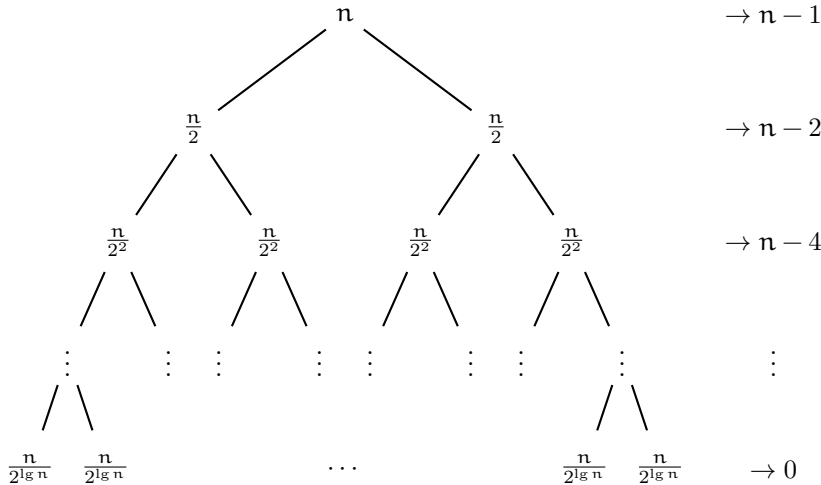 n → n − 1
n/2 n/2 → n − 2
n/2² n/2² n/2² n/2² → n − 4
⋮ ⋮ ⋮ ⋮ ⋮ ⋮ ⋮ ⋮ ⋮
n/2^{lg n} n/2^{lg n} … n/2^{lg n} n/2^{lg n} → 0